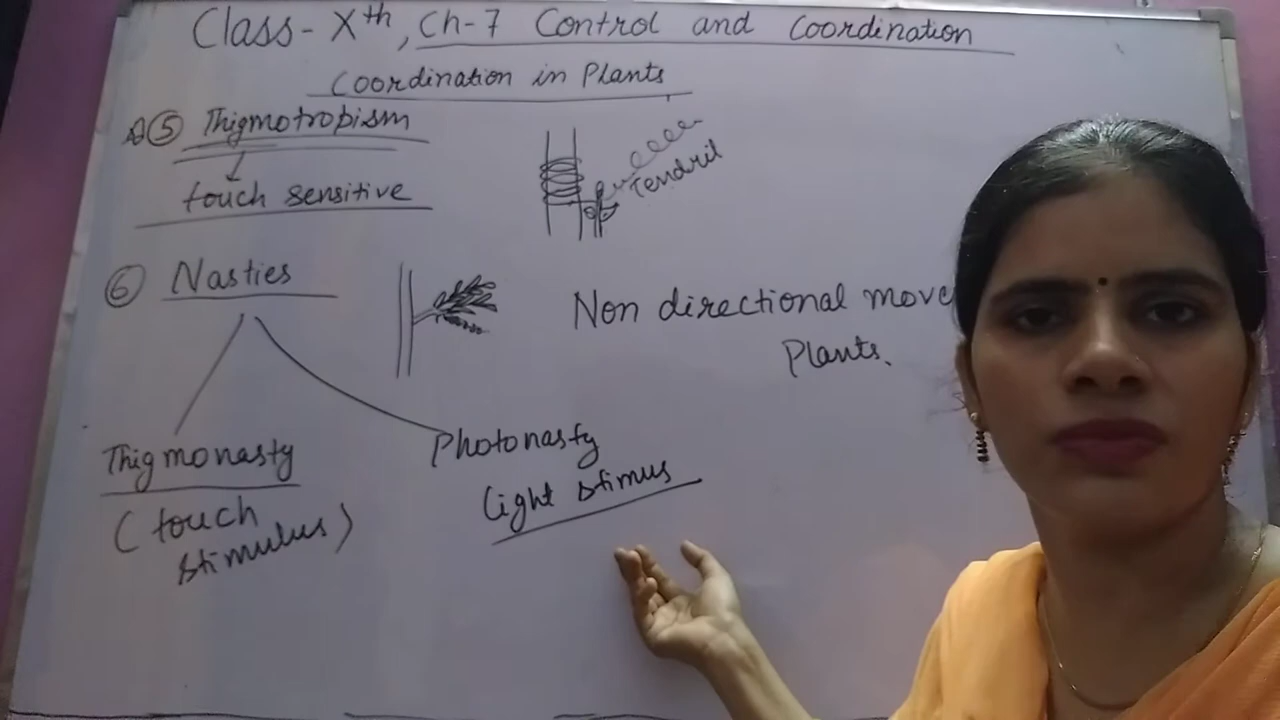 Class - Xth, Ch-7 Control and Coordination
Coordination in Plants
⑤ Thigmotropism
touch sensitive
Tendril
⑥ Nasties
Non directional move
Plants.
Thigmonasty
(touch
stimulus)
Photonasty
light stimus